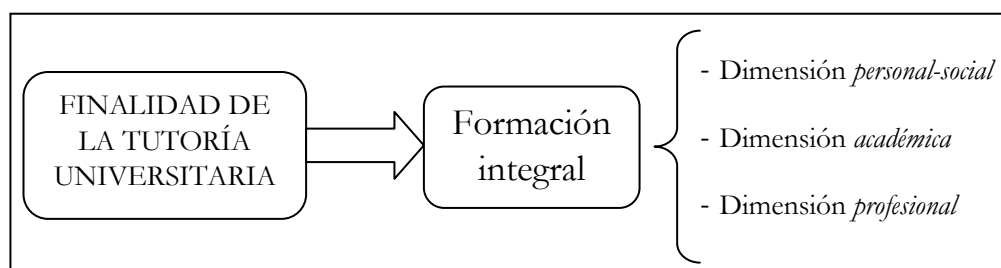 FINALIDAD DE
LA TUTORÍA
UNIVERSITARIA
Formación
integral
- Dimensión personal-social
- Dimensión académica
- Dimensión profesional